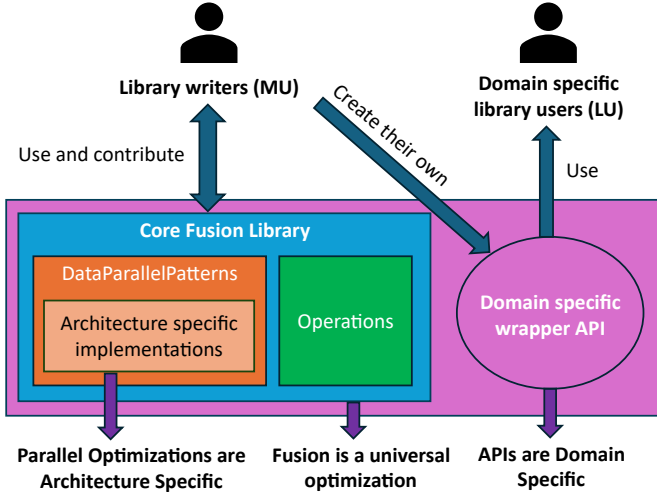 Library writers (MU)
Domain specific
library users (LU)
Create their own
Use and contribute
Use
Core Fusion Library
DataParallelPatterns
Architecture specific
implementations
Operations
Domain specific
wrapper API
Parallel Optimizations are
Architecture Specific
Fusion is a universal
optimization
APIs are Domain
Specific